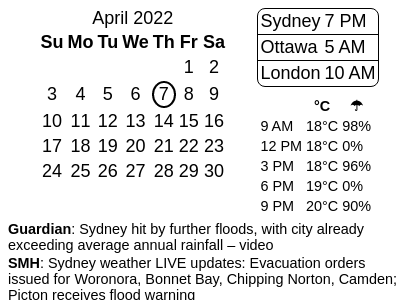 April 2022
Su Mo Tu We Th Fr Sa
1 2
3 4 5 6 7 8 9
10 11 12 13 14 15 16
17 18 19 20 21 22 23
24 25 26 27 28 29 30
Sydney 7 PM
Ottawa 5 AM
London 10 AM
°C ☂
9 AM 18°C 98%
12 PM 18°C 0%
3 PM 18°C 96%
6 PM 19°C 0%
9 PM 20°C 90%
Guardian: Sydney hit by further floods, with city already
exceeding average annual rainfall – video
SMH: Sydney weather LIVE updates: Evacuation orders
issued for Woronora, Bonnet Bay, Chipping Norton, Camden;
Picton receives flood warning